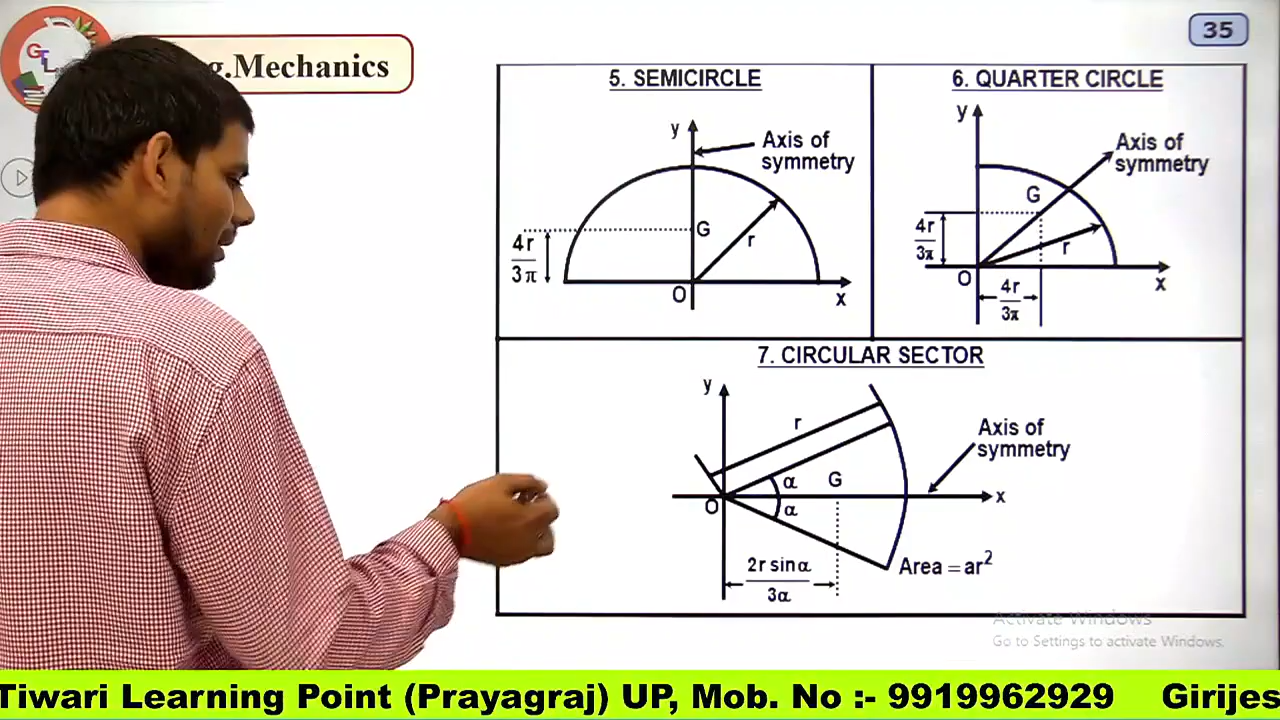 35
g.Mechanics
5. SEMICIRCLE
y
Axis of
symmetry
G
r
4r
3π
O
x
6. QUARTER CIRCLE
y
Axis of
symmetry
G
4r
3π
r
O
x
4r
3π
7. CIRCULAR SECTOR
y
r
Axis of
symmetry
α
G
O
x
α
2r sinα
3α
Area = ar²
Activate Windows
Go to Settings to activate Windows.
Tiwari Learning Point (Prayagraj) UP, Mob. No :- 9919962929 Girijes